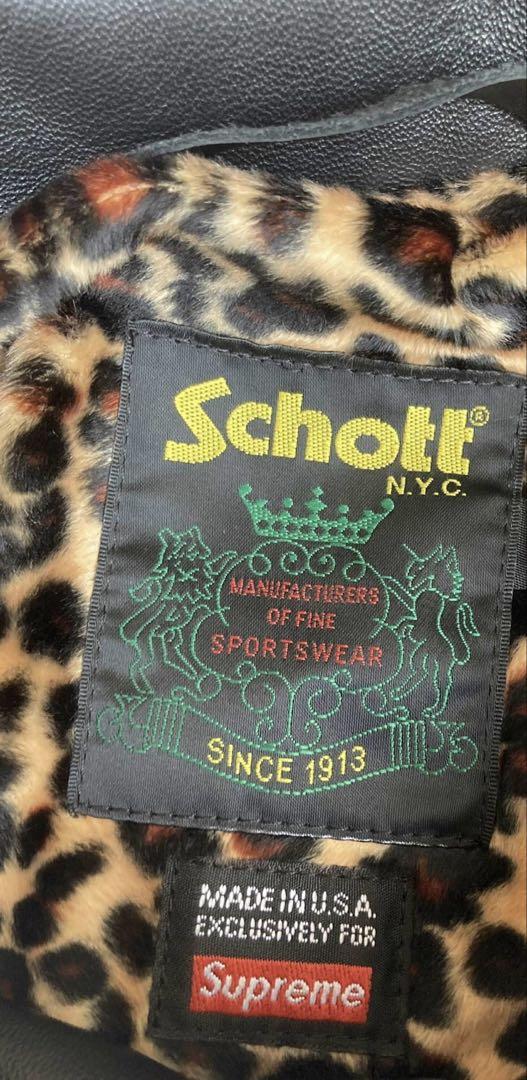 Schott®
N.Y.C.
MANUFACTURERS
OF FINE
SPORTSWEAR
SINCE 1913
MADE IN U.S.A.
EXCLUSIVELY FOR
Supreme